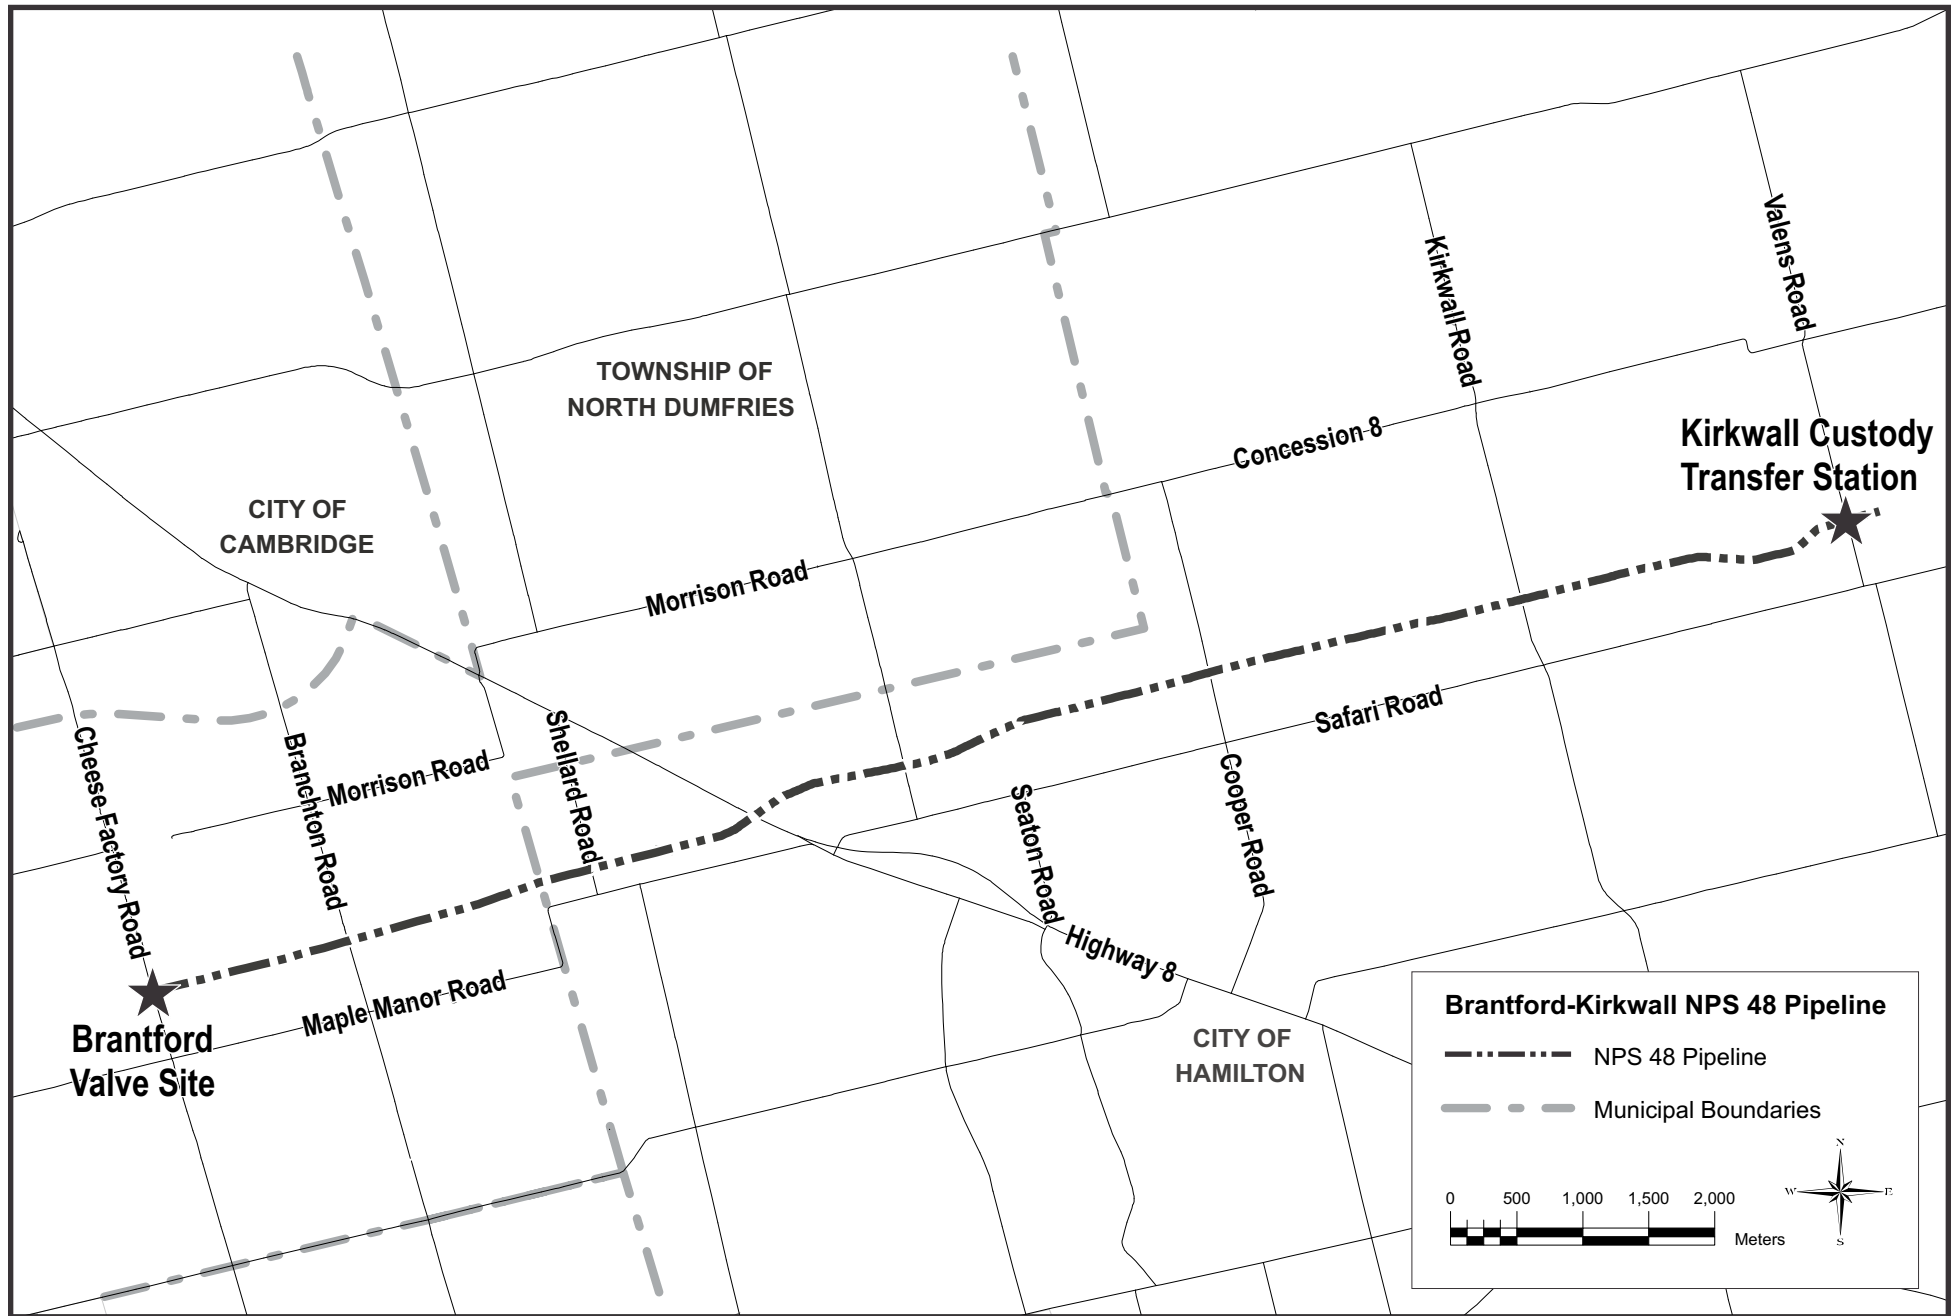 Valens Road
Kirkwall Road
TOWNSHIP OF
NORTH DUMFRIES
Concession 8
Kirkwall Custody
Transfer Station
CITY OF
CAMBRIDGE
Morrison Road
Safari Road
Cheese Factory Road
Branchton Road
Morrison Road
Shellard Road
Seaton Road
Cooper Road
Highway 8
Maple Manor Road
Brantford
Valve Site
CITY OF
HAMILTON
Brantford-Kirkwall NPS 48 Pipeline
NPS 48 Pipeline
Municipal Boundaries
N
W E
S
0 500 1,000 1,500 2,000
Meters